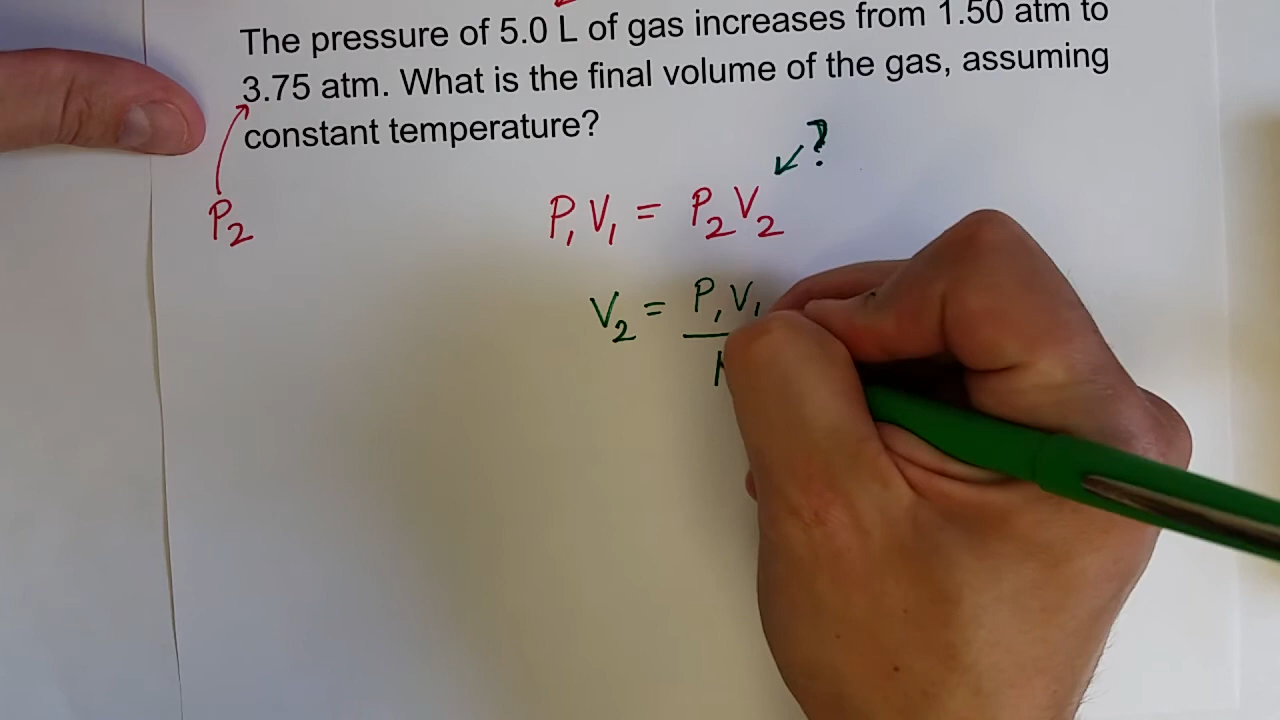 The pressure of 5.0 L of gas increases from 1.50 atm to
3.75 atm. What is the final volume of the gas, assuming
constant temperature?
?
P₂
P₁V₁ = P₂V₂
V₂ = P₁V₁